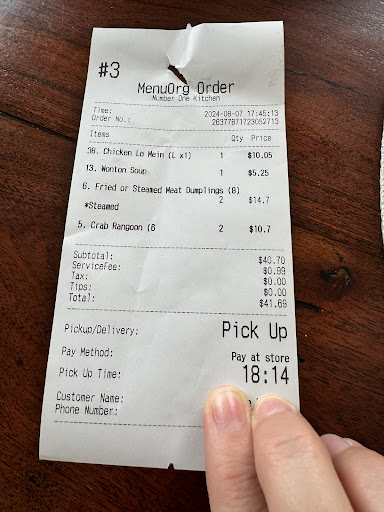 #3
MenuOrg Order
Number One Kitchen
Time: 2024-08-07 17:45:13
Order No.: 26377871723052713
Items Qty Price
38. Chicken Lo Mein (L x1) 1 $10.05
13. Wonton Soup 1 $5.25
6. Fried or Steamed Meat Dumplings (8)
2 $14.7
*Steamed
5. Crab Rangoon (6 2 $10.7
Subtotal: $40.70
ServiceFee: $0.99
Tax: $0.00
Tips: $0.00
Total: $41.69
Pickup/Delivery: Pick Up
Pay Method: Pay at store
Pick Up Time: 18:14
Customer Name:
Phone Number: